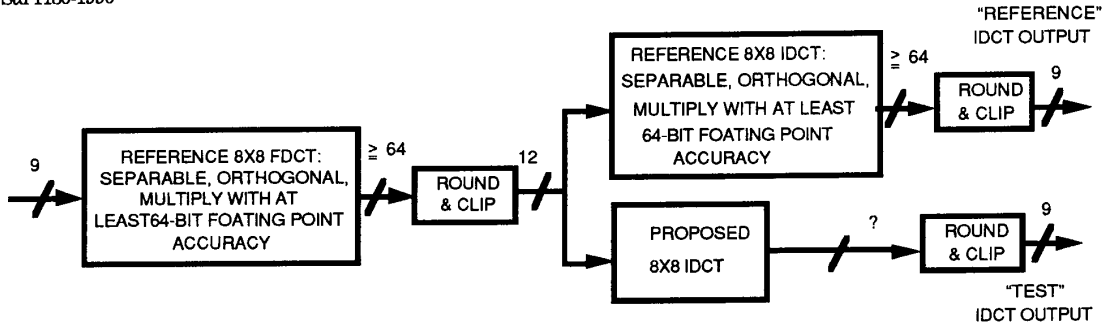 9
REFERENCE 8X8 FDCT:
SEPARABLE, ORTHOGONAL,
MULTIPLY WITH AT
LEAST64-BIT FOATING POINT
ACCURACY
≧ 64
ROUND
& CLIP
12
REFERENCE 8X8 IDCT:
SEPARABLE, ORTHOGONAL,
MULTIPLY WITH AT LEAST
64-BIT FOATING POINT
ACCURACY
≧ 64
ROUND
& CLIP
9
"REFERENCE"
IDCT OUTPUT
PROPOSED
8X8 IDCT
?
ROUND
& CLIP
9
"TEST"
IDCT OUTPUT